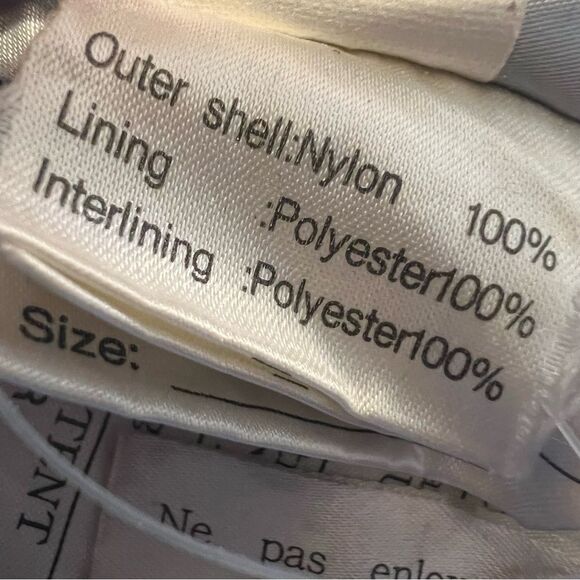 Outer shell:Nylon 100%
Lining :Polyester100%
Interlining :Polyester100%
Size:
Ne pas